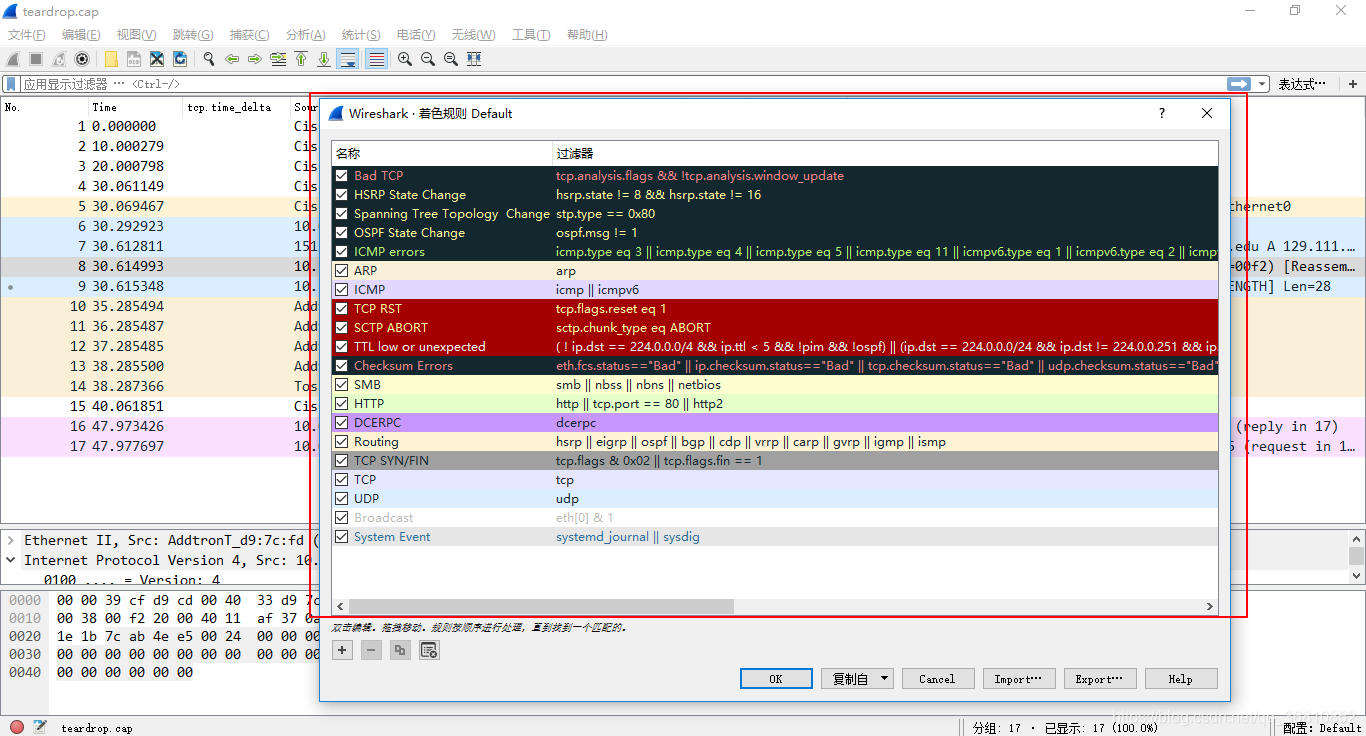 teardrop.cap
文件(F) 编辑(E) 视图(V) 跳转(G) 捕获(C) 分析(A) 统计(S) 电话(Y) 无线(W) 工具(T) 帮助(H)
应用显示过滤器 … <Ctrl-/> 表达式… +
No. Time tcp.time_delta Sour
1 0.000000 Cis
2 10.000279 Cis
3 20.000798 Cis
4 30.061149 Cis
5 30.069467 Cis thernet0
6 30.292923 10.
7 30.612811 151 .edu A 129.111.…
8 30.614993 10. =00f2) [Reassem…
9 30.615348 10. ENGTH] Len=28
10 35.285494 Add
11 36.285487 Add
12 37.285485 Add
13 38.285500 Add
14 38.287366 Tos
15 40.061851 Cis
16 47.973426 10. (reply in 17)
17 47.977697 10. (request in 1…
Wireshark · 着色规则 Default ?
名称 过滤器
Bad TCP tcp.analysis.flags && !tcp.analysis.window_update
HSRP State Change hsrp.state != 8 && hsrp.state != 16
Spanning Tree Topology Change stp.type == 0x80
OSPF State Change ospf.msg != 1
ICMP errors icmp.type eq 3 || icmp.type eq 4 || icmp.type eq 5 || icmp.type eq 11 || icmpv6.type eq 1 || icmpv6.type eq 2 || icmp
ARP arp
ICMP icmp || icmpv6
TCP RST tcp.flags.reset eq 1
SCTP ABORT sctp.chunk_type eq ABORT
TTL low or unexpected ( ! ip.dst == 224.0.0.0/4 && ip.ttl < 5 && !pim && !ospf) || (ip.dst == 224.0.0.0/24 && ip.dst != 224.0.0.251 && ip
Checksum Errors eth.fcs.status=="Bad" || ip.checksum.status=="Bad" || tcp.checksum.status=="Bad" || udp.checksum.status=="Bad"
SMB smb || nbss || nbns || netbios
HTTP http || tcp.port == 80 || http2
DCERPC dcerpc
Routing hsrp || eigrp || ospf || bgp || cdp || vrrp || carp || gvrp || igmp || ismp
TCP SYN/FIN tcp.flags & 0x02 || tcp.flags.fin == 1
TCP tcp
UDP udp
Broadcast eth[0] & 1
System Event systemd_journal || sysdig
双击编辑。拖拽移动。规则按顺序进行处理，直到找到一个匹配的。
OK 复制自 Cancel Import… Export… Help
Ethernet II, Src: AddtronT_d9:7c:fd (
Internet Protocol Version 4, Src: 10.
0100 .... = Version: 4
0000 00 00 39 cf d9 cd 00 40 33 d9 7c
0010 00 38 00 f2 20 00 40 11 af 37 0a
0020 1e 1b 7c ab 4e e5 00 24 00 00 00
0030 00 00 00 00 00 00 00 00 00 00 00
0040 00 00 00 00 00 00
teardrop.cap 分组: 17 · 已显示: 17 (100.0%) 配置: Default